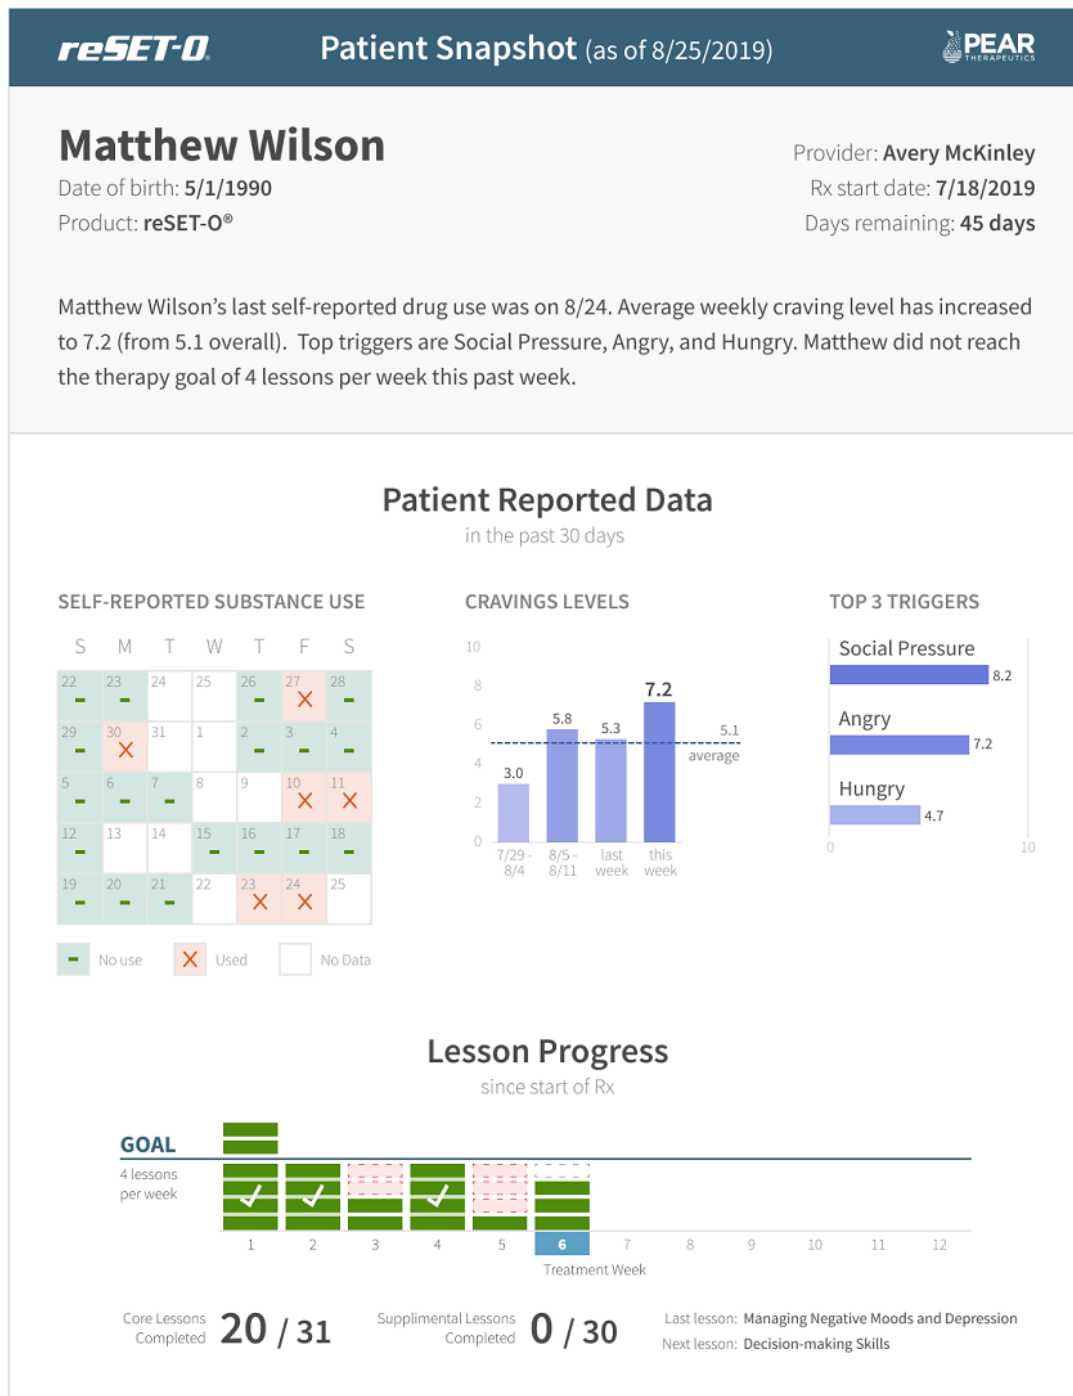 reSET-O®
Patient Snapshot (as of 8/25/2019)
PEAR
THERAPEUTICS
Matthew Wilson
Date of birth: 5/1/1990
Product: reSET-O®
Provider: Avery McKinley
Rx start date: 7/18/2019
Days remaining: 45 days
Matthew Wilson's last self-reported drug use was on 8/24. Average weekly craving level has increased
to 7.2 (from 5.1 overall). Top triggers are Social Pressure, Angry, and Hungry. Matthew did not reach
the therapy goal of 4 lessons per week this past week.
Patient Reported Data
in the past 30 days
SELF-REPORTED SUBSTANCE USE
S M T W T F S
22 23 24 25 26 27 28
29 30 31 1 2 3 4
5 6 7 8 9 10 11
12 13 14 15 16 17 18
19 20 21 22 23 24 25
No use
Used
No Data
CRAVINGS LEVELS
10
8
6
4
2
0
3.0
5.8
5.3
7.2
5.1
average
7/29 - 8/5 - last this
8/4 8/11 week week
TOP 3 TRIGGERS
Social Pressure
8.2
Angry
7.2
Hungry
4.7
0 10
Lesson Progress
since start of Rx
GOAL
4 lessons
per week
1 2 3 4 5 6 7 8 9 10 11 12
Treatment Week
Core Lessons
Completed
20 / 31
Supplimental Lessons
Completed
0 / 30
Last lesson: Managing Negative Moods and Depression
Next lesson: Decision-making Skills